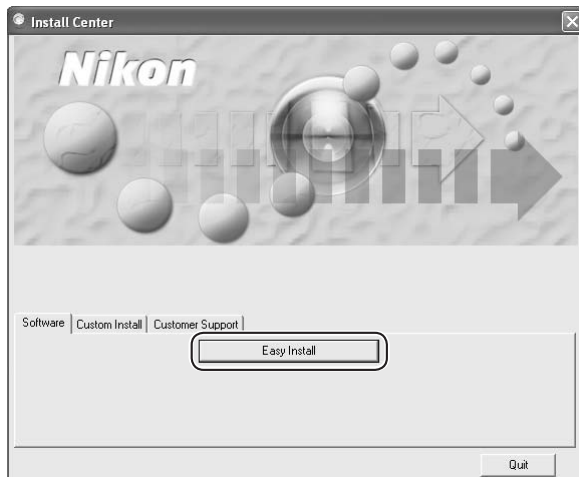 Install Center
Nikon
Software Custom Install Customer Support
Easy Install
Quit